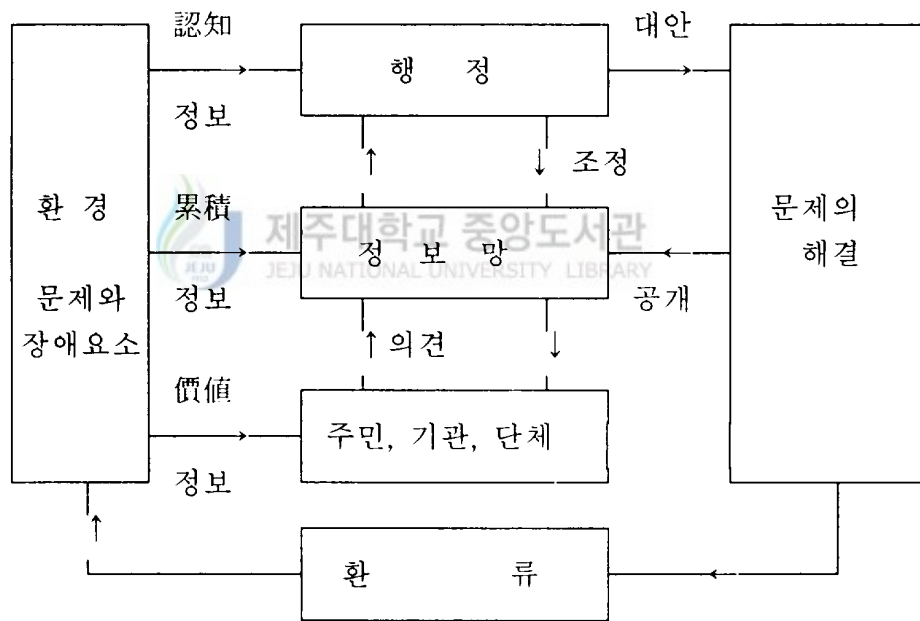 認知
대안
행 정
정보
↑ ↓ 조정
환 경
累積
제주대학교 중앙도서관
JEJU NATIONAL UNIVERSITY LIBRARY
정 보 망
문제의
해결
문제와
장애요소
정보
공개
↑ 의견 ↓
價値
주민, 기관, 단체
정보
↑
환 류
JEJU
1952